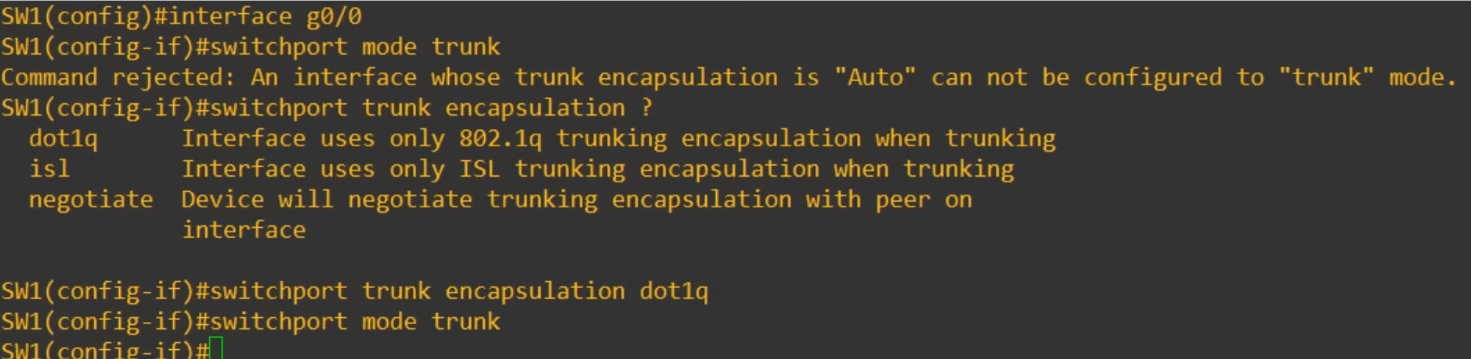 SW1(config)#interface g0/0
SW1(config-if)#switchport mode trunk
Command rejected: An interface whose trunk encapsulation is "Auto" can not be configured to "trunk" mode.
SW1(config-if)#switchport trunk encapsulation ?
  dot1q      Interface uses only 802.1q trunking encapsulation when trunking
  isl        Interface uses only ISL trunking encapsulation when trunking
  negotiate  Device will negotiate trunking encapsulation with peer on
             interface
SW1(config-if)#switchport trunk encapsulation dot1q
SW1(config-if)#switchport mode trunk
SW1(config-if)#